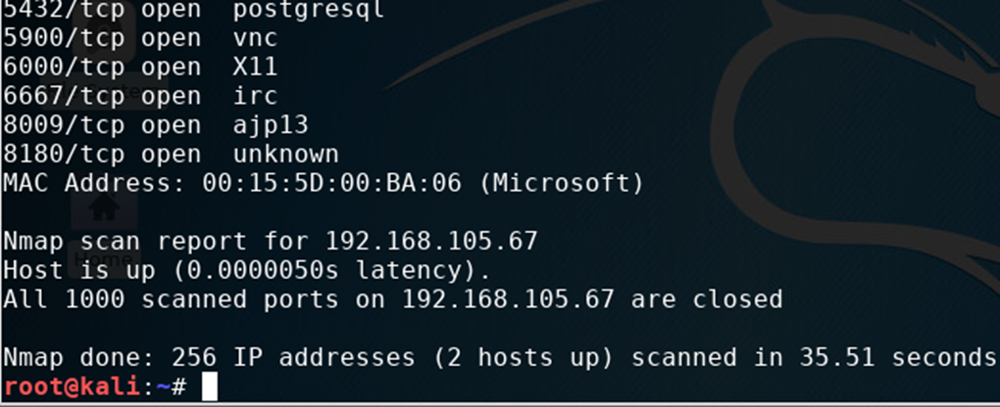 5432/tcp open  postgresql
5900/tcp open  vnc
6000/tcp open  X11
6667/tcp open  irc
8009/tcp open  ajp13
8180/tcp open  unknown
MAC Address: 00:15:5D:00:BA:06 (Microsoft)
Nmap scan report for 192.168.105.67
Host is up (0.0000050s latency).
All 1000 scanned ports on 192.168.105.67 are closed
Nmap done: 256 IP addresses (2 hosts up) scanned in 35.51 seconds
root@kali:~#
Home